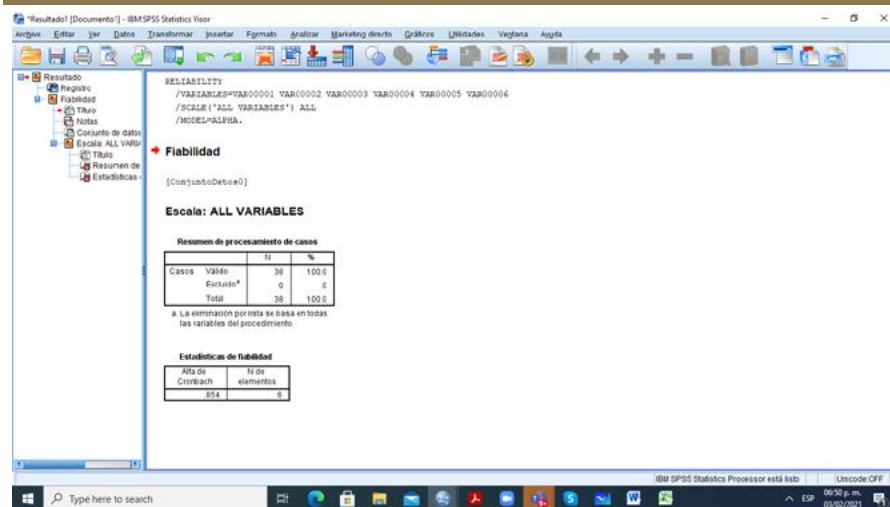 *Resultado1 [Documento1] - IBM SPSS Statistics Visor
Archivo Editar Ver Datos Transformar Insertar Formato Analizar Marketing directo Gráficos Utilidades Ventana Ayuda
Resultado
Registro
Fiabilidad
Título
Notas
Conjunto de datos
Escala: ALL VARIA
Título
Resumen de
Estadísticas
RELIABILITY
/VARIABLES=VAR00001 VAR00002 VAR00003 VAR00004 VAR00005 VAR00006
/SCALE('ALL VARIABLES') ALL
/MODEL=ALPHA.
Fiabilidad
[ConjuntoDatos0]
Escala: ALL VARIABLES
Resumen de procesamiento de casos
N %
Casos Válido 38 100.0
Excluidoª 0 .0
Total 38 100.0
a. La eliminación por lista se basa en todas
las variables del procedimiento.
Estadísticas de fiabilidad
Alfa de N de
Cronbach elementos
.854 6
IBM SPSS Statistics Processor está listo Unicode:OFF
Type here to search
ESP 06:50 p. m.
03/02/2021